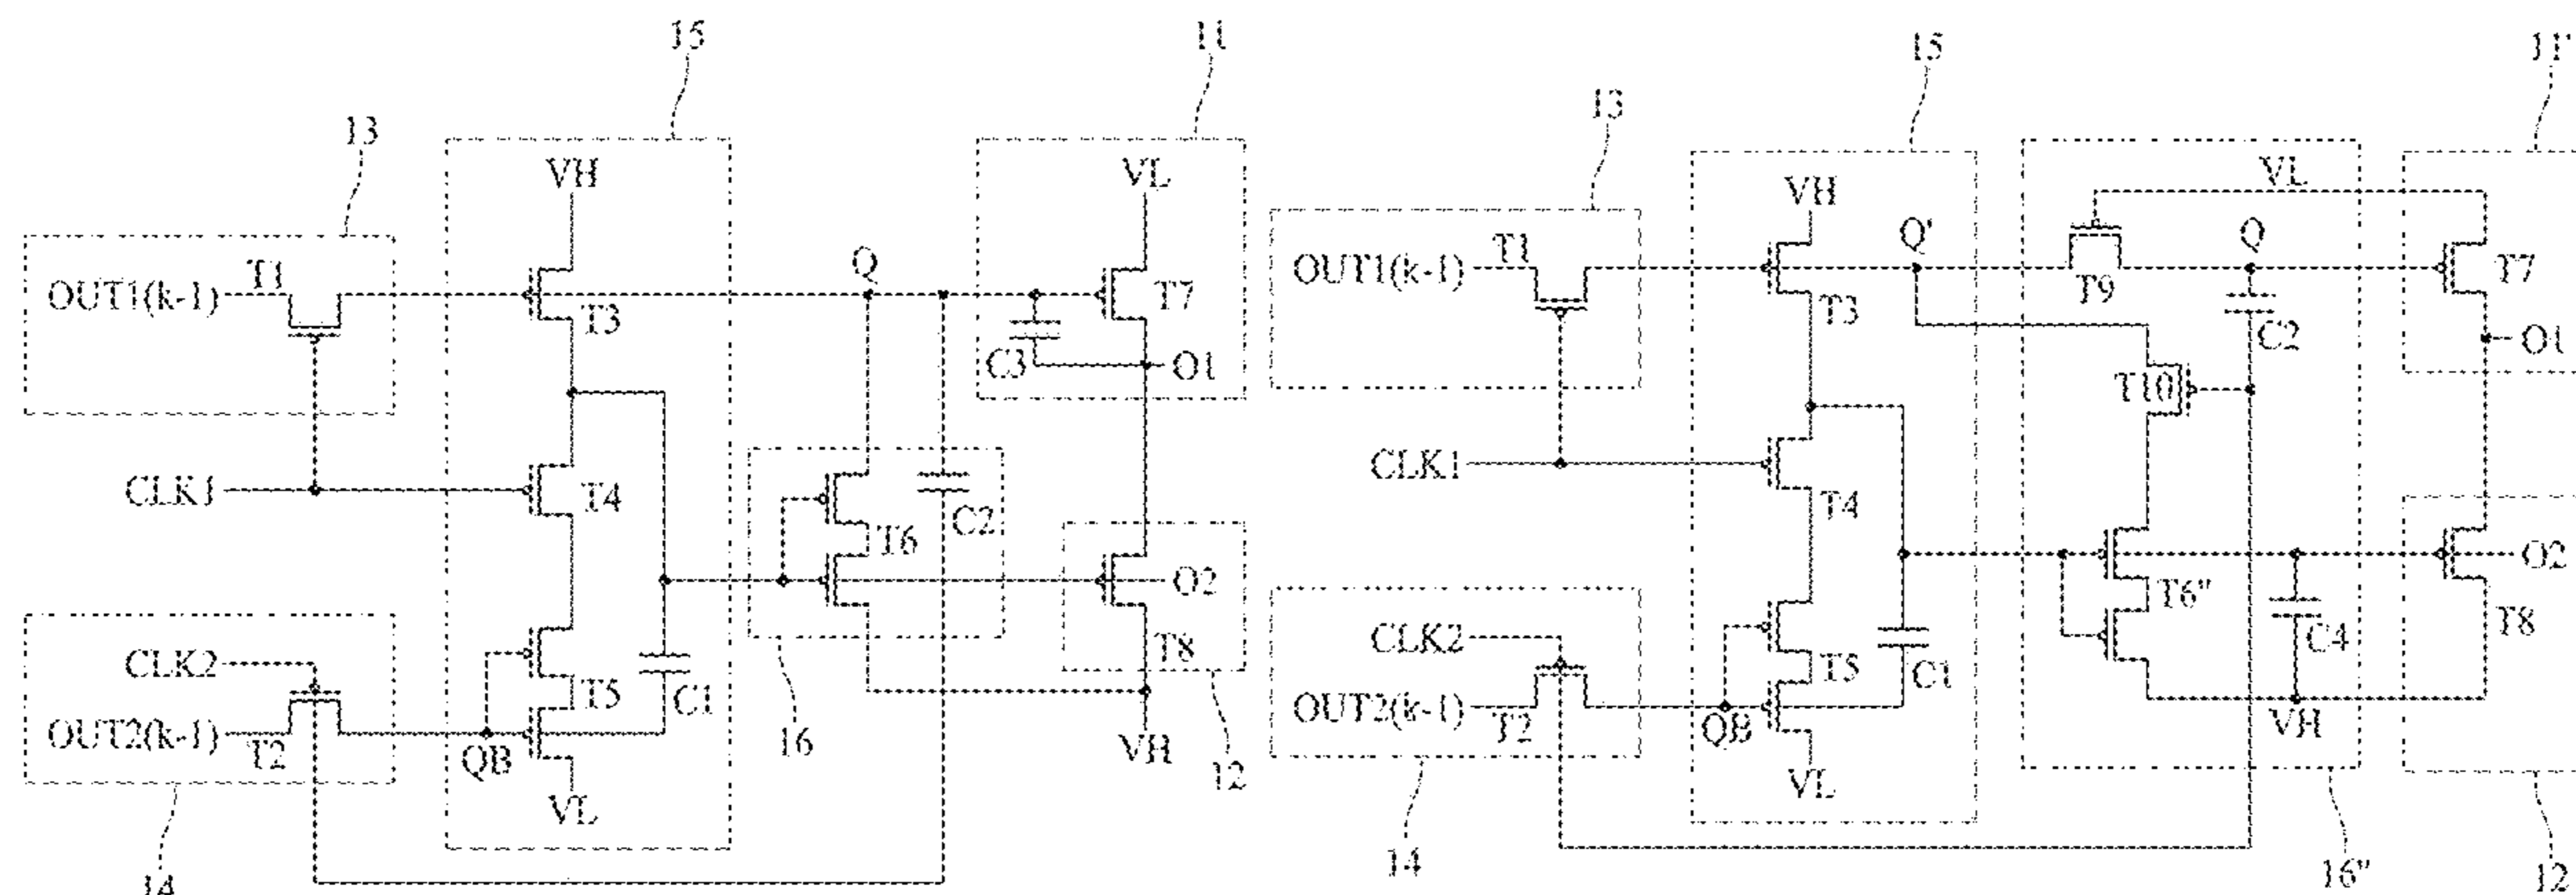 15
11
13
VH
VL
OUT1(k-1)
T1
T3
Q
T7
C3
O1
CLK1
T4
C2
T6
O2
T8
CLK2
OUT2(k-1)
T2
T5
C1
QB
VL
16
VH
12
14
15
11'
13
VH
VL
OUT1(k-1)
T1
T3
Q'
T9
Q
T7
C2
O1
T10
CLK1
T4
O2
T6"
C4
T8
CLK2
OUT2(k-1)
T2
T5
C1
QB
VL
VH
14
16"
12